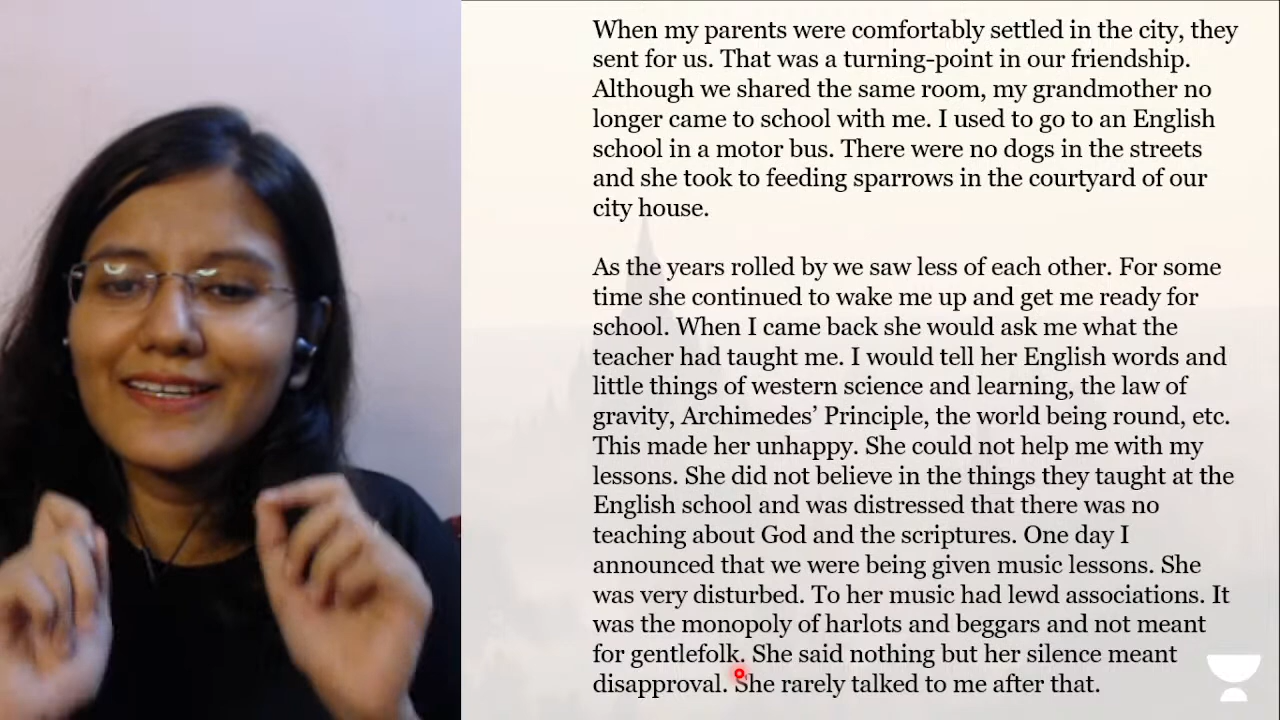 When my parents were comfortably settled in the city, they
sent for us. That was a turning-point in our friendship.
Although we shared the same room, my grandmother no
longer came to school with me. I used to go to an English
school in a motor bus. There were no dogs in the streets
and she took to feeding sparrows in the courtyard of our
city house.
As the years rolled by we saw less of each other. For some
time she continued to wake me up and get me ready for
school. When I came back she would ask me what the
teacher had taught me. I would tell her English words and
little things of western science and learning, the law of
gravity, Archimedes’ Principle, the world being round, etc.
This made her unhappy. She could not help me with my
lessons. She did not believe in the things they taught at the
English school and was distressed that there was no
teaching about God and the scriptures. One day I
announced that we were being given music lessons. She
was very disturbed. To her music had lewd associations. It
was the monopoly of harlots and beggars and not meant
for gentlefolk. She said nothing but her silence meant
disapproval. She rarely talked to me after that.